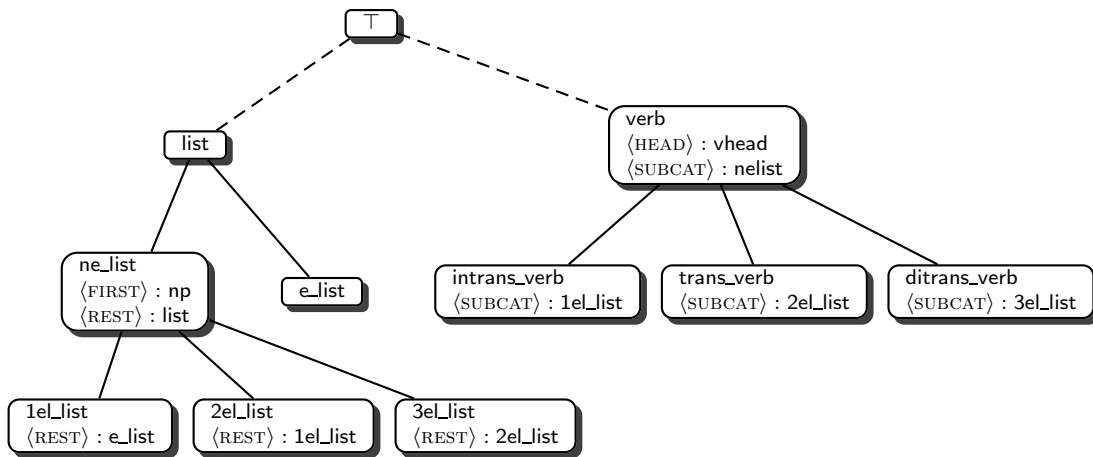 ⊤
list
verb
⟨HEAD⟩ : vhead
⟨SUBCAT⟩ : nelist
ne_list
⟨FIRST⟩ : np
⟨REST⟩ : list
e_list
intrans_verb
⟨SUBCAT⟩ : 1el_list
trans_verb
⟨SUBCAT⟩ : 2el_list
ditrans_verb
⟨SUBCAT⟩ : 3el_list
1el_list
⟨REST⟩ : e_list
2el_list
⟨REST⟩ : 1el_list
3el_list
⟨REST⟩ : 2el_list